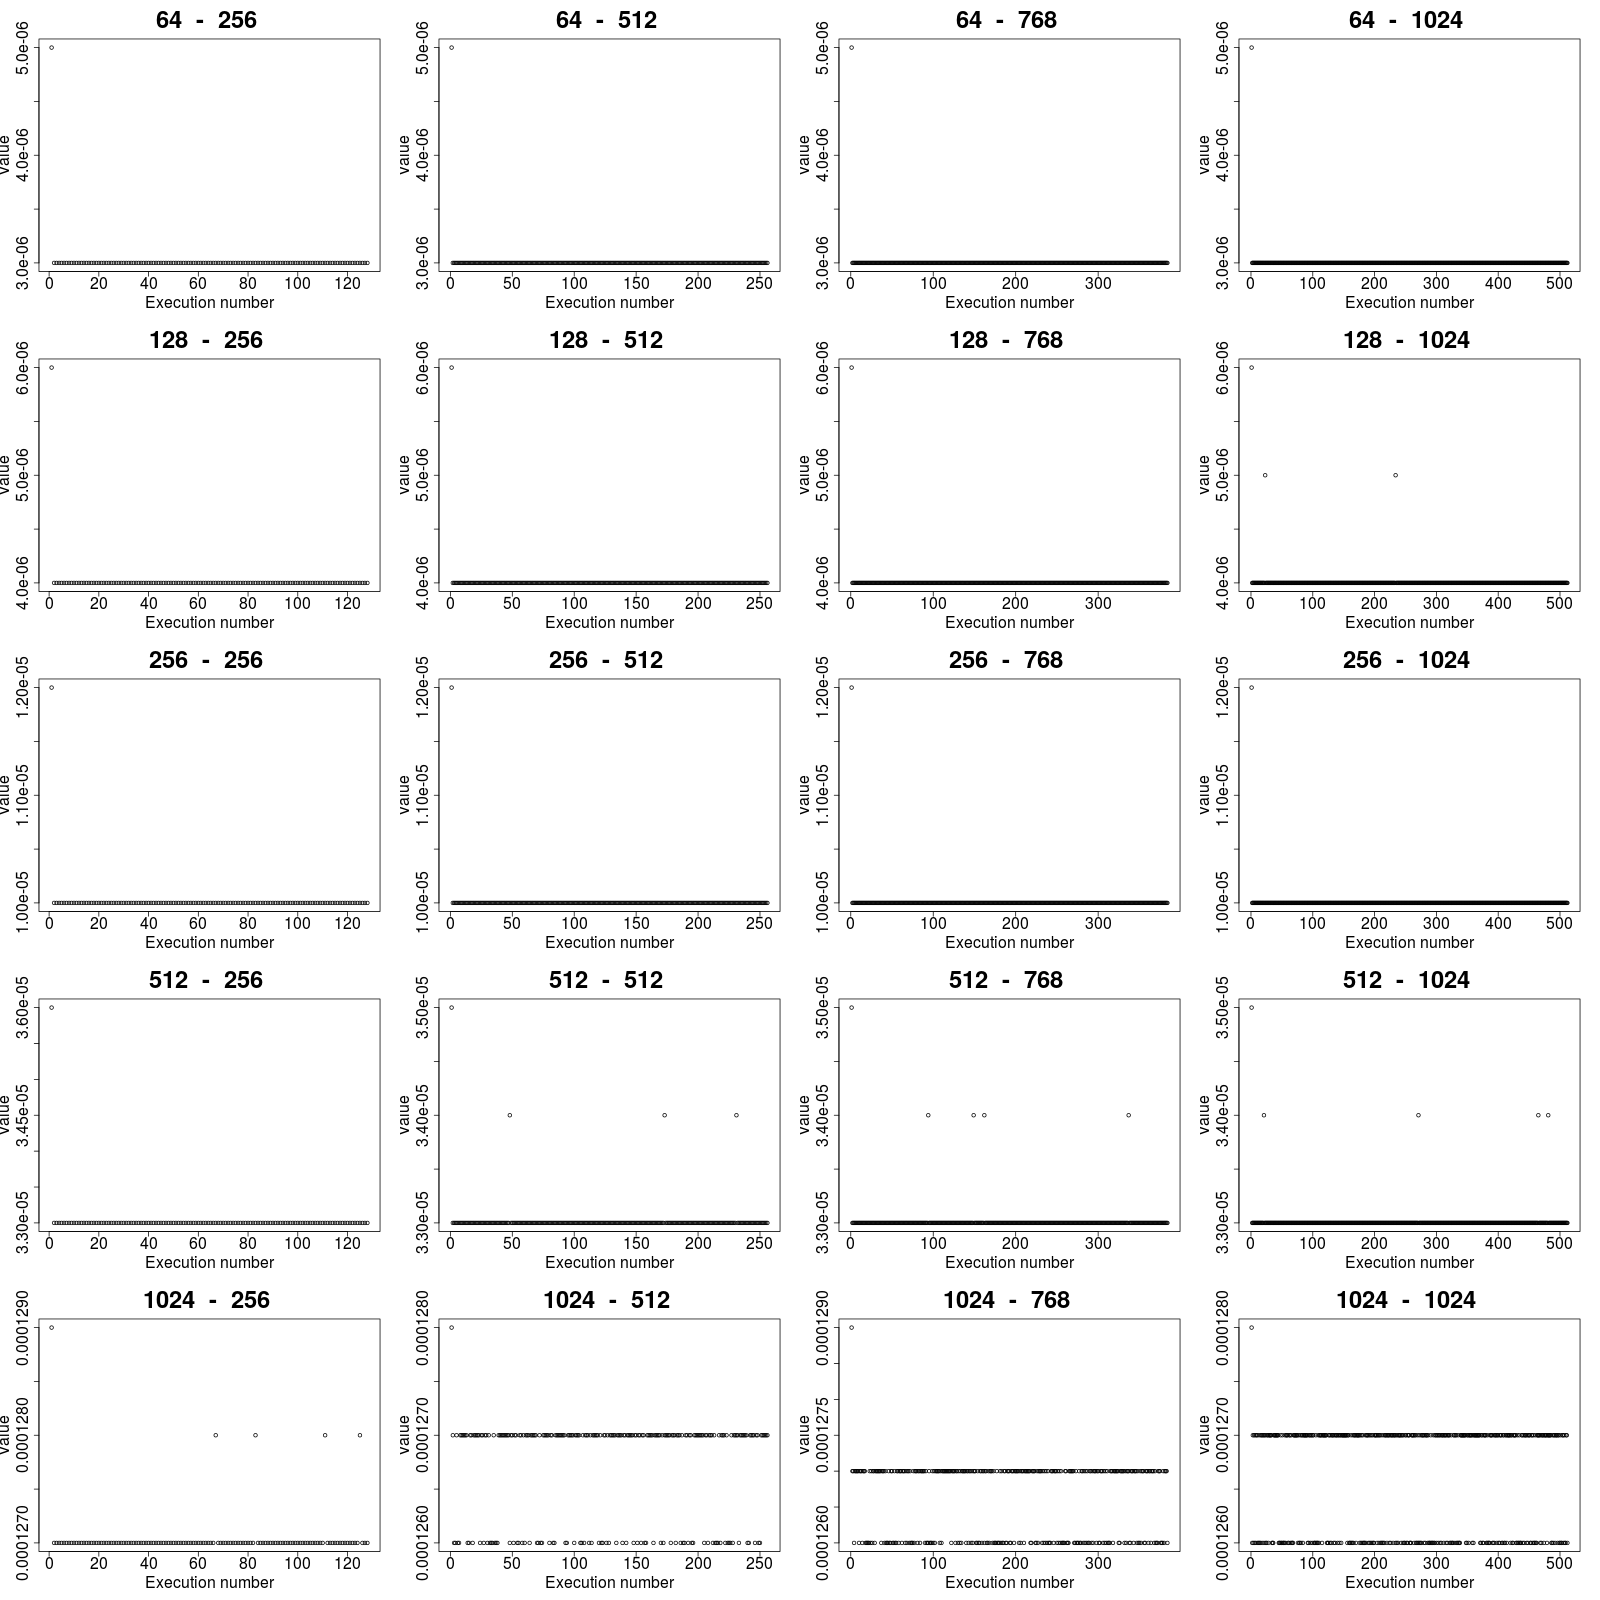 64 - 256
5.0e-06
4.0e-06
3.0e-06
value
0 20 40 60 80 100 120
Execution number
64 - 512
5.0e-06
4.0e-06
3.0e-06
value
0 50 100 150 200 250
Execution number
64 - 768
5.0e-06
4.0e-06
3.0e-06
value
0 100 200 300
Execution number
64 - 1024
5.0e-06
4.0e-06
3.0e-06
value
0 100 200 300 400 500
Execution number
128 - 256
6.0e-06
5.0e-06
4.0e-06
value
0 20 40 60 80 100 120
Execution number
128 - 512
6.0e-06
5.0e-06
4.0e-06
value
0 50 100 150 200 250
Execution number
128 - 768
6.0e-06
5.0e-06
4.0e-06
value
0 100 200 300
Execution number
128 - 1024
6.0e-06
5.0e-06
4.0e-06
value
0 100 200 300 400 500
Execution number
256 - 256
1.20e-05
1.10e-05
1.00e-05
value
0 20 40 60 80 100 120
Execution number
256 - 512
1.20e-05
1.10e-05
1.00e-05
value
0 50 100 150 200 250
Execution number
256 - 768
1.20e-05
1.10e-05
1.00e-05
value
0 100 200 300
Execution number
256 - 1024
1.20e-05
1.10e-05
1.00e-05
value
0 100 200 300 400 500
Execution number
512 - 256
3.60e-05
3.45e-05
3.30e-05
value
0 20 40 60 80 100 120
Execution number
512 - 512
3.50e-05
3.40e-05
3.30e-05
value
0 50 100 150 200 250
Execution number
512 - 768
3.50e-05
3.40e-05
3.30e-05
value
0 100 200 300
Execution number
512 - 1024
3.50e-05
3.40e-05
3.30e-05
value
0 100 200 300 400 500
Execution number
1024 - 256
0.0001290
0.0001280
0.0001270
value
0 20 40 60 80 100 120
Execution number
1024 - 512
0.0001280
0.0001270
0.0001260
value
0 50 100 150 200 250
Execution number
1024 - 768
0.0001290
0.0001275
0.0001260
value
0 100 200 300
Execution number
1024 - 1024
0.0001280
0.0001270
0.0001260
value
0 100 200 300 400 500
Execution number